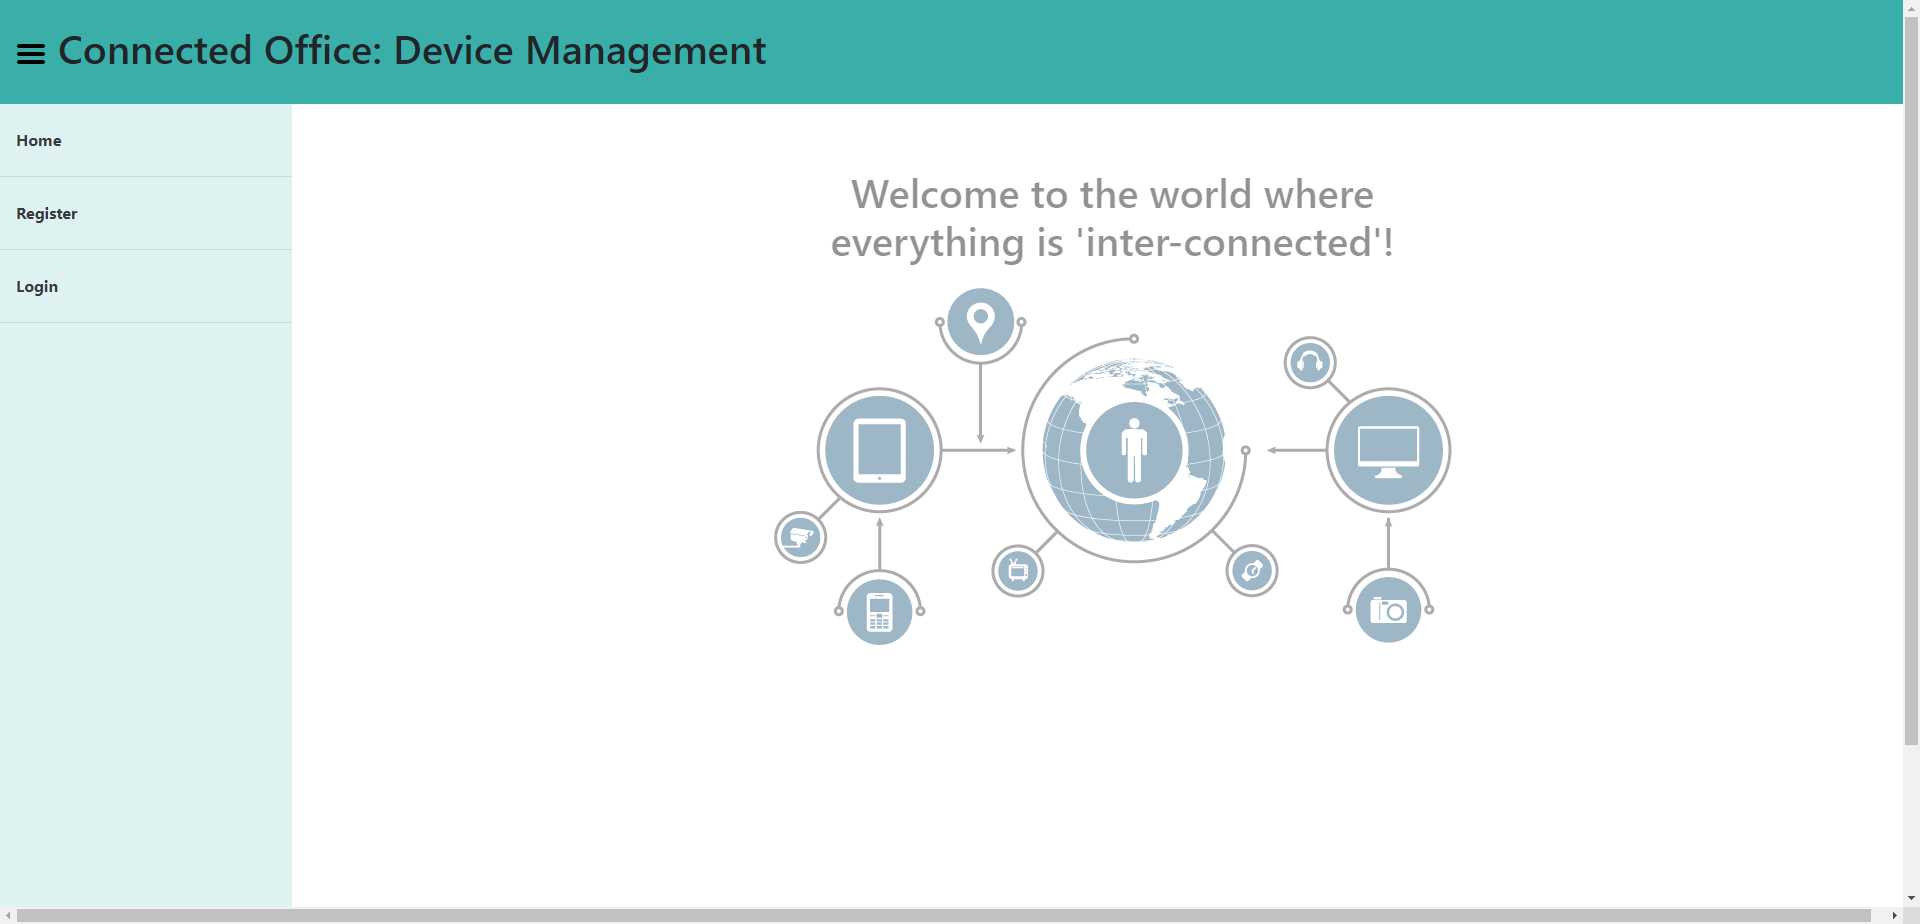 Connected Office: Device Management
Home
Register
Login
Welcome to the world where
everything is 'inter-connected'!